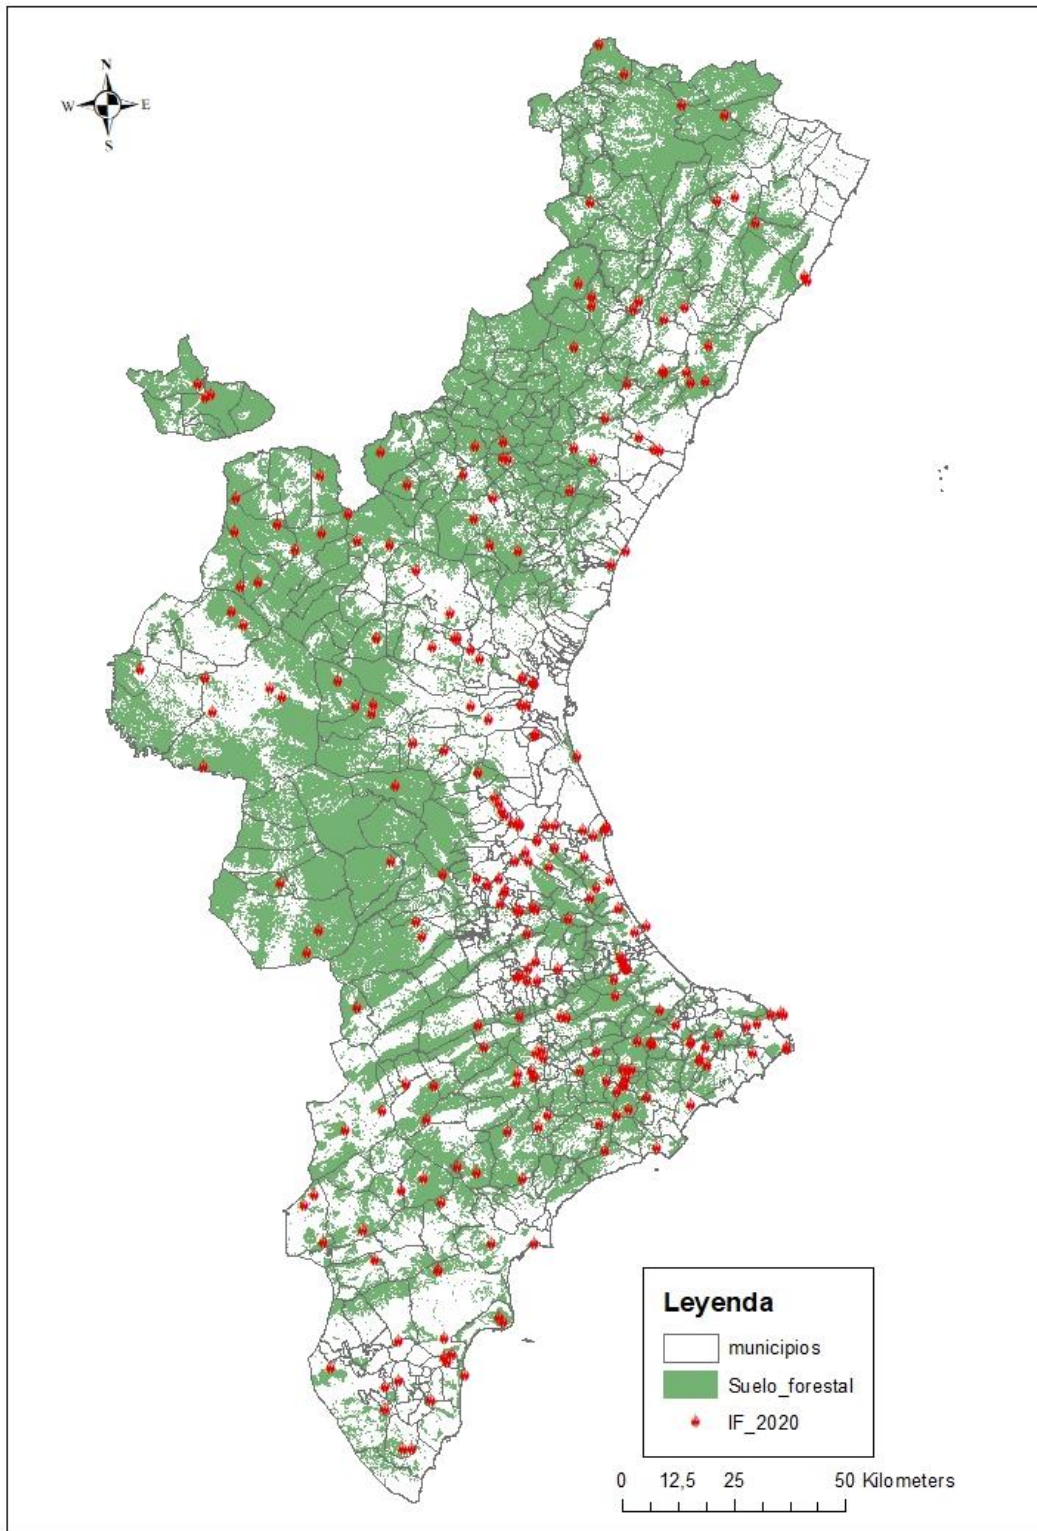 N
W E
S
Leyenda
municipios
Suelo_forestal
IF_2020
0 12,5 25 50 Kilometers